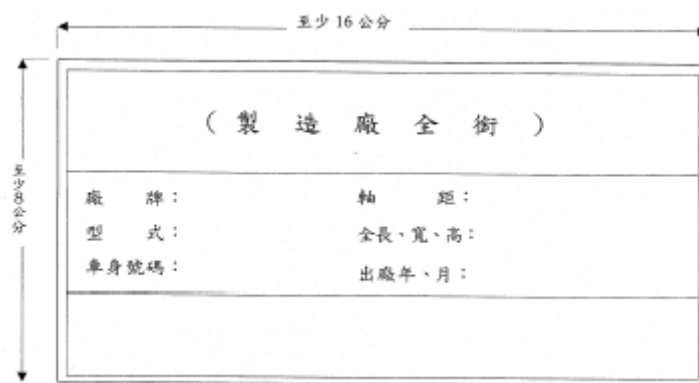 至少 16 公分
至少8公分
(製造廠全銜)
廠牌： 軸距：
型式： 全長、寬、高：
車身號碼： 出廠年、月：